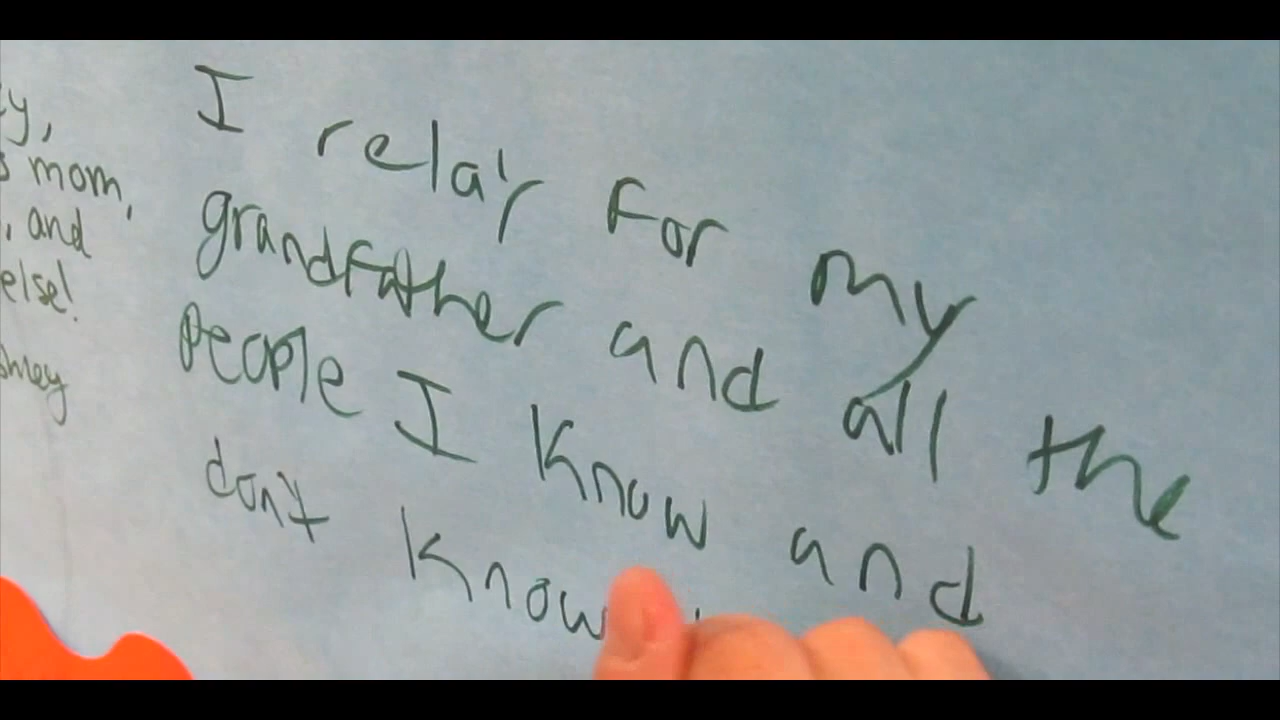 mom,
, and
else!
I relay for my
grandfather and all the
People I know and
don't know